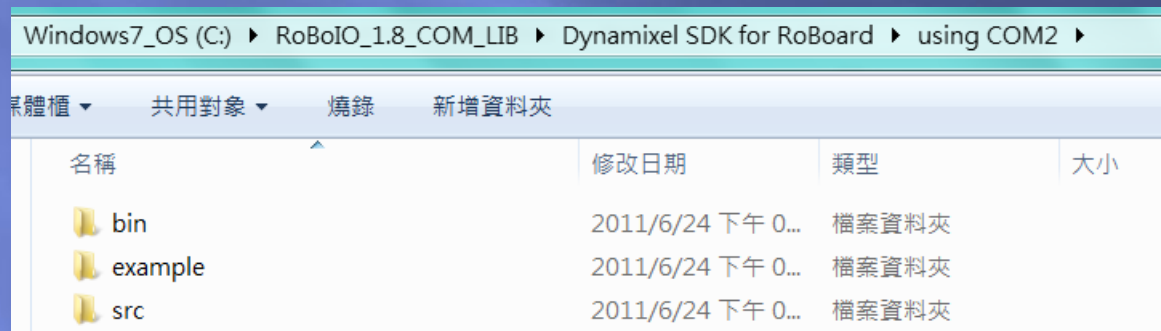 Windows7_OS (C:) ▸ RoBoIO_1.8_COM_LIB ▸ Dynamixel SDK for RoBoard ▸ using COM2 ▸
媒體櫃 ▾ 共用對象 ▾ 燒錄 新增資料夾
名稱 修改日期 類型 大小
bin 2011/6/24 下午 0... 檔案資料夾
example 2011/6/24 下午 0... 檔案資料夾
src 2011/6/24 下午 0... 檔案資料夾